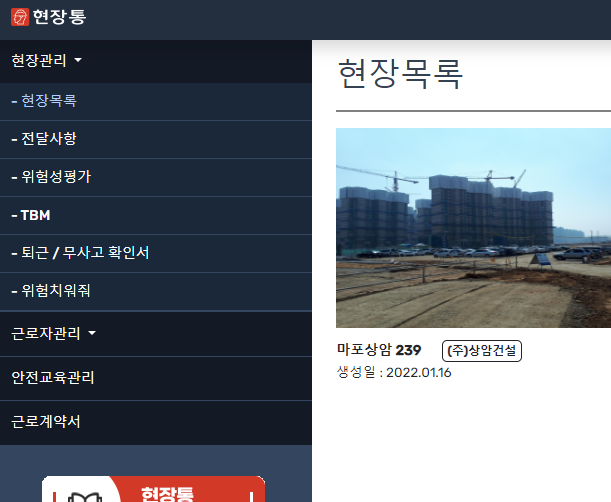 현장통
현장관리
- 현장목록
- 전달사항
- 위험성평가
- TBM
- 퇴근 / 무사고 확인서
- 위험치워줘
근로자관리
안전교육관리
근로계약서
현장통
현장목록
마포상암 239 (주)상암건설
생성일 : 2022.01.16